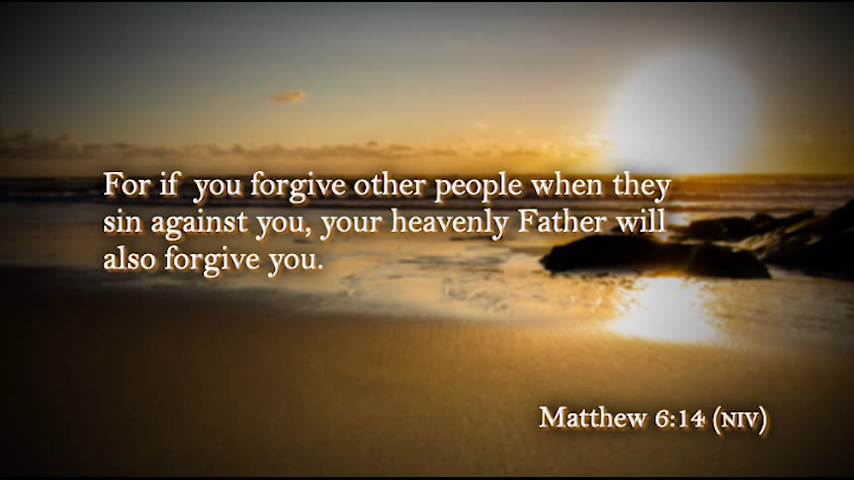 For if you forgive other people when they
sin against you, your heavenly Father will
also forgive you.
Matthew 6:14 (NIV)